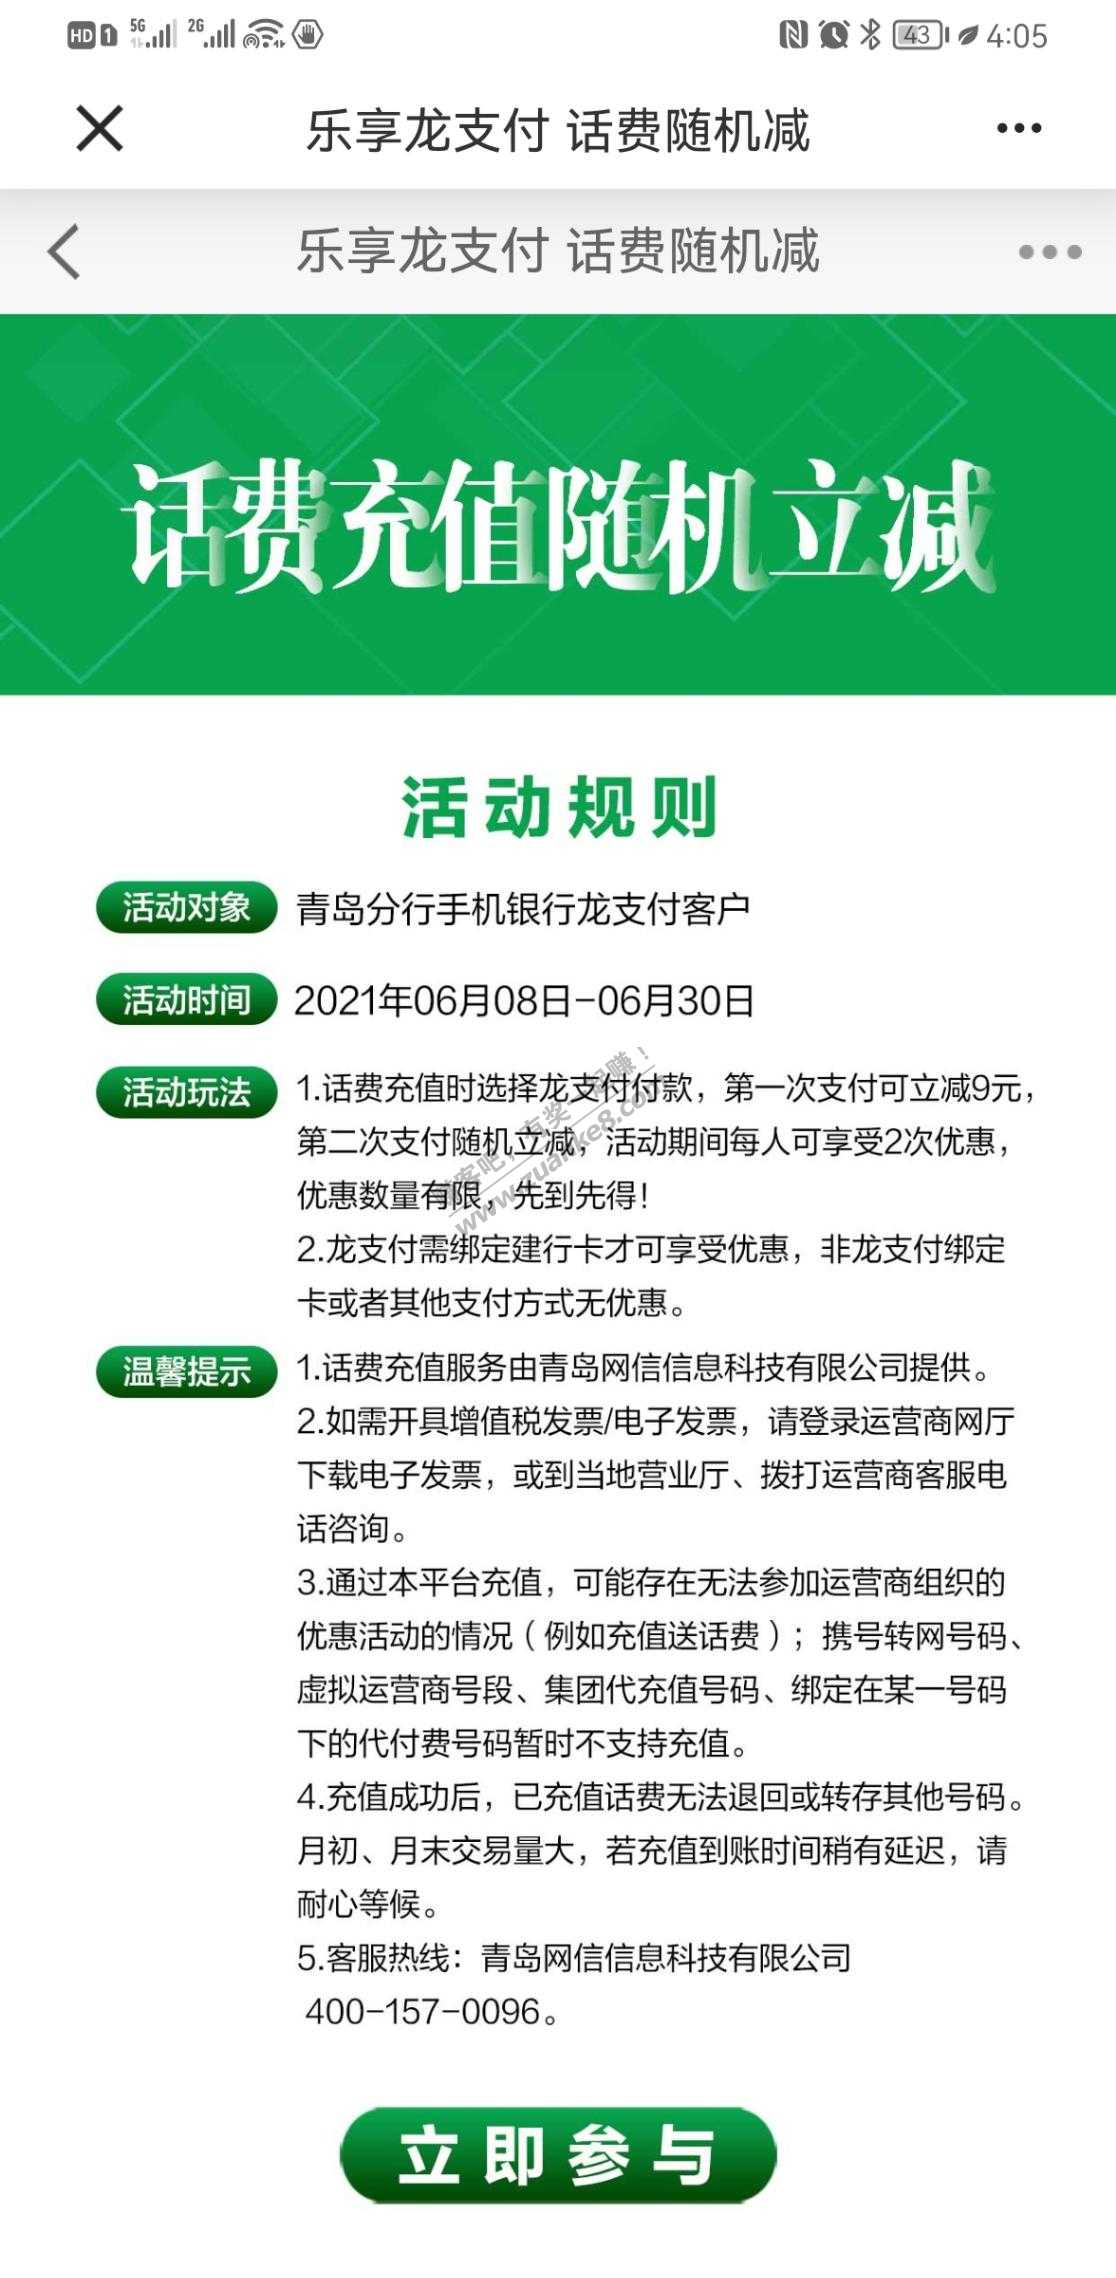 HD 1 5G 2G 43 4:05
乐享龙支付 话费随机减
乐享龙支付 话费随机减
话费充值随机立减
活动规则
活动对象 青岛分行手机银行龙支付客户
活动时间 2021年06月08日-06月30日
活动玩法 1.话费充值时选择龙支付付款，第一次支付可立减9元，
第二次支付随机立减，活动期间每人可享受2次优惠，
优惠数量有限，先到先得！
2.龙支付需绑定建行卡才可享受优惠，非龙支付绑定
卡或者其他支付方式无优惠。
赚客吧，有奖一起赚！
www.zuanke8.com
温馨提示 1.话费充值服务由青岛网信信息科技有限公司提供。
2.如需开具增值税发票/电子发票，请登录运营商网厅
下载电子发票，或到当地营业厅、拨打运营商客服电
话咨询。
3.通过本平台充值，可能存在无法参加运营商组织的
优惠活动的情况（例如充值送话费）；携号转网号码、
虚拟运营商号段、集团代充值号码、绑定在某一号码
下的代付费号码暂时不支持充值。
4.充值成功后，已充值话费无法退回或转存其他号码。
月初、月末交易量大，若充值到账时间稍有延迟，请
耐心等候。
5.客服热线：青岛网信信息科技有限公司
400-157-0096。
立即参与